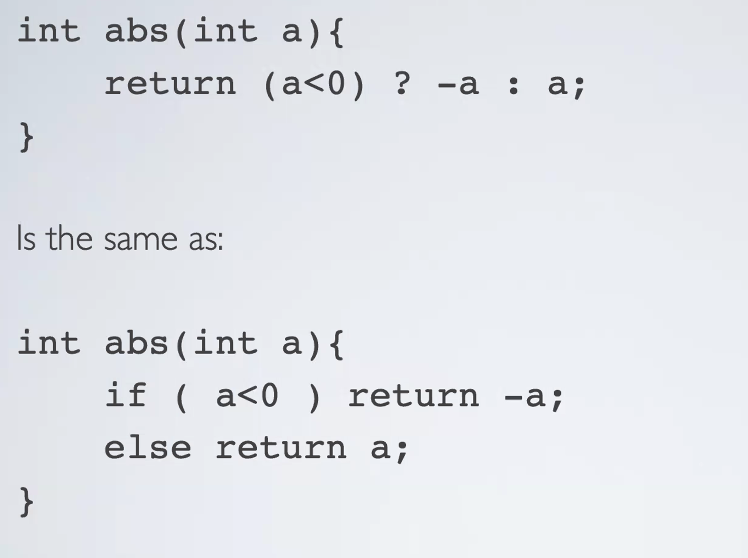 int abs(int a){
    return (a<0) ? -a : a;
}
Is the same as:
int abs(int a){
    if ( a<0 ) return -a;
    else return a;
}